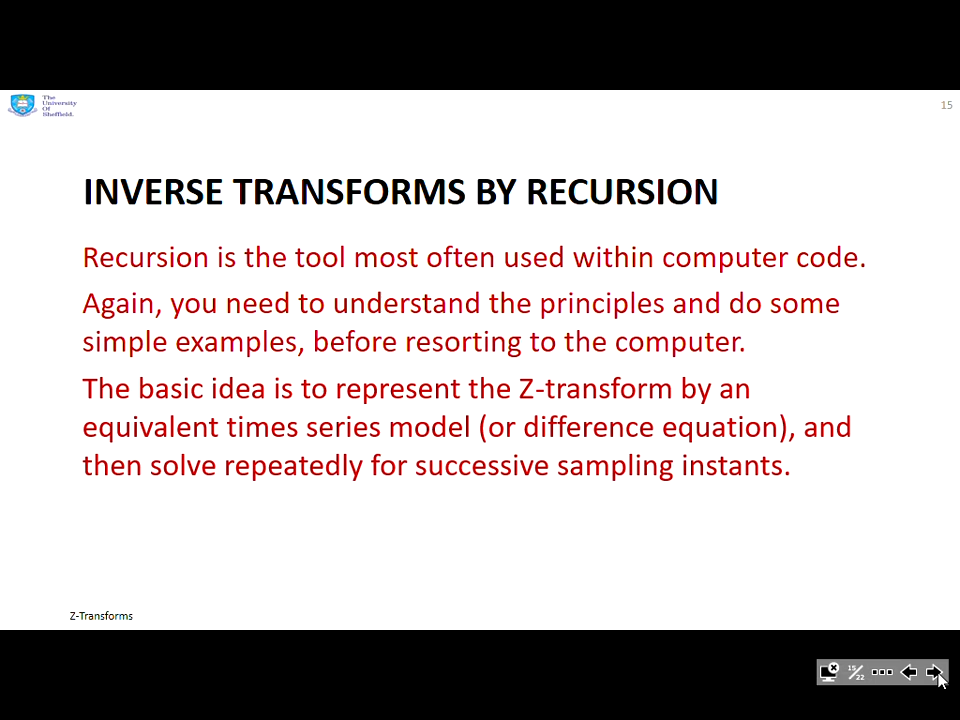 The
University
Of
Sheffield.
15
INVERSE TRANSFORMS BY RECURSION
Recursion is the tool most often used within computer code.
Again, you need to understand the principles and do some
simple examples, before resorting to the computer.
The basic idea is to represent the Z-transform by an
equivalent times series model (or difference equation), and
then solve repeatedly for successive sampling instants.
Z-Transforms
15/22